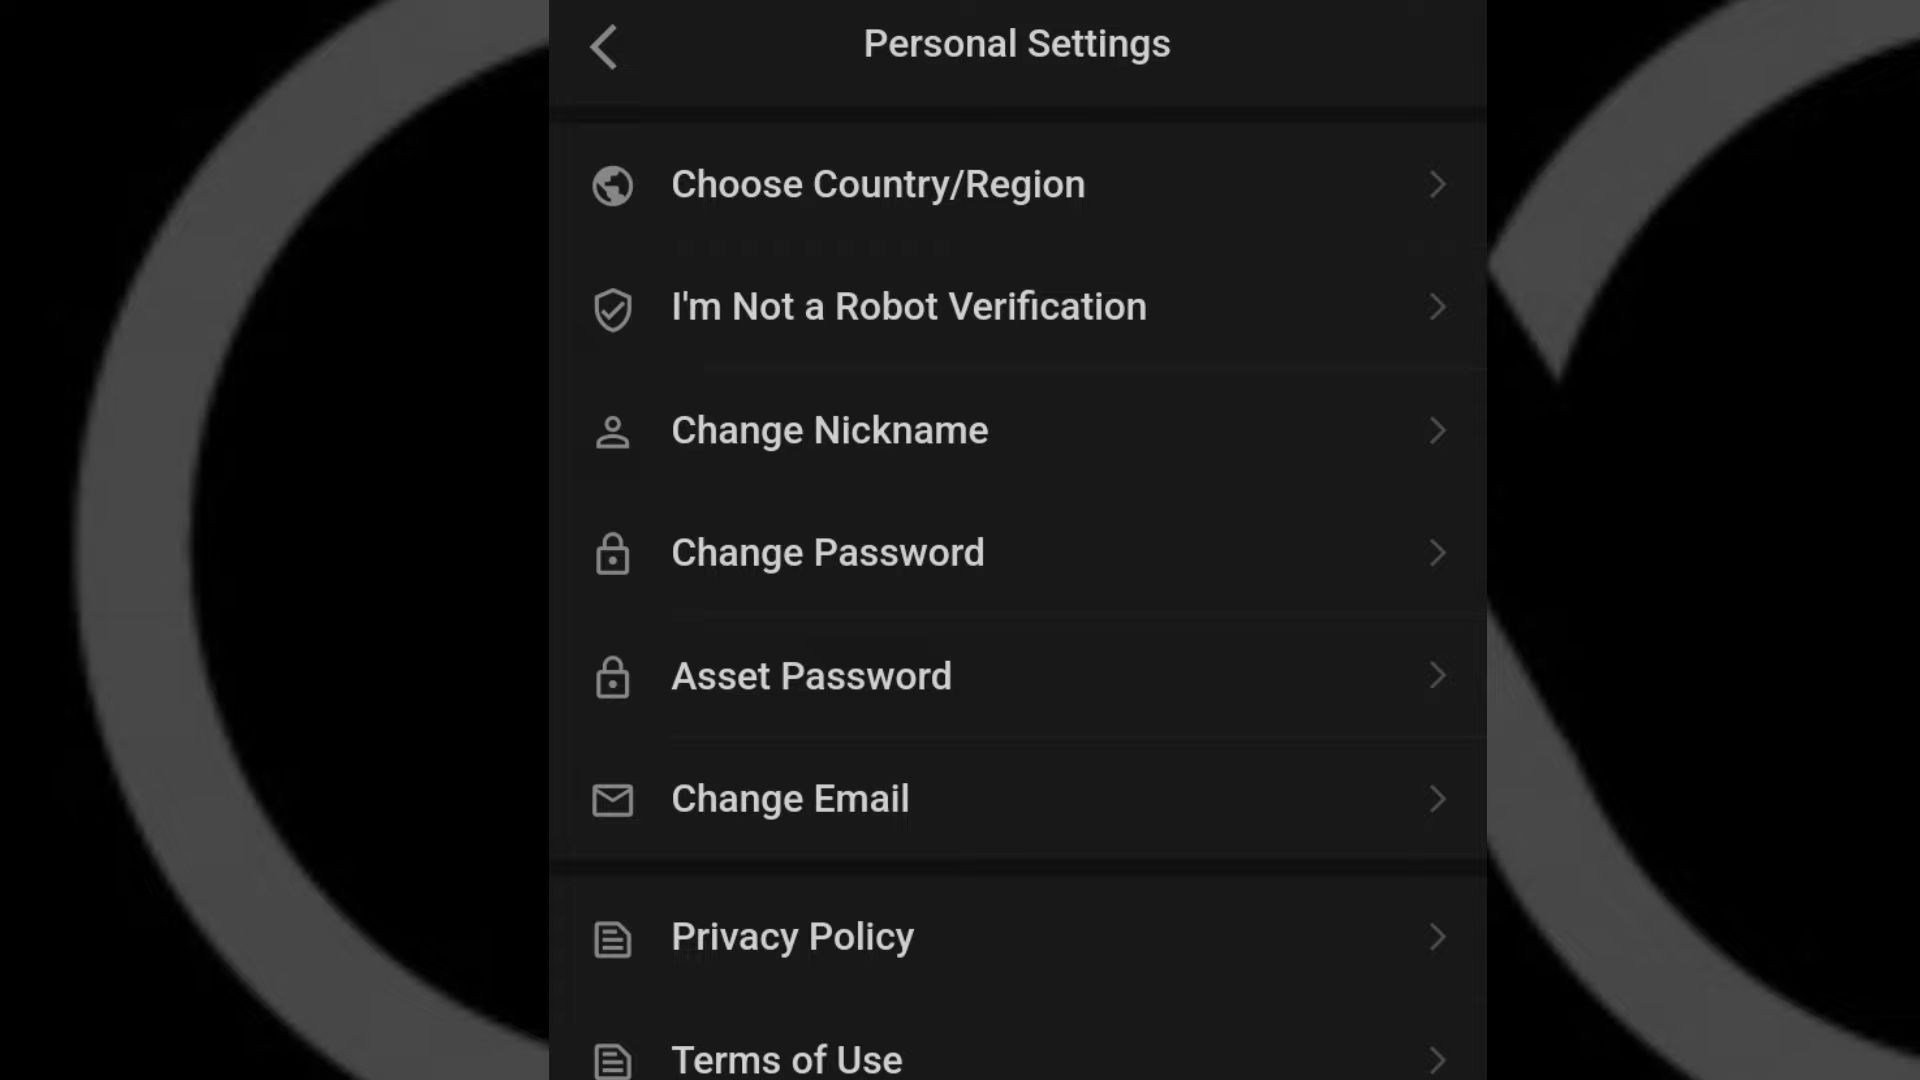 Personal Settings
Choose Country/Region
I'm Not a Robot Verification
Change Nickname
Change Password
Asset Password
Change Email
Privacy Policy
Terms of Use